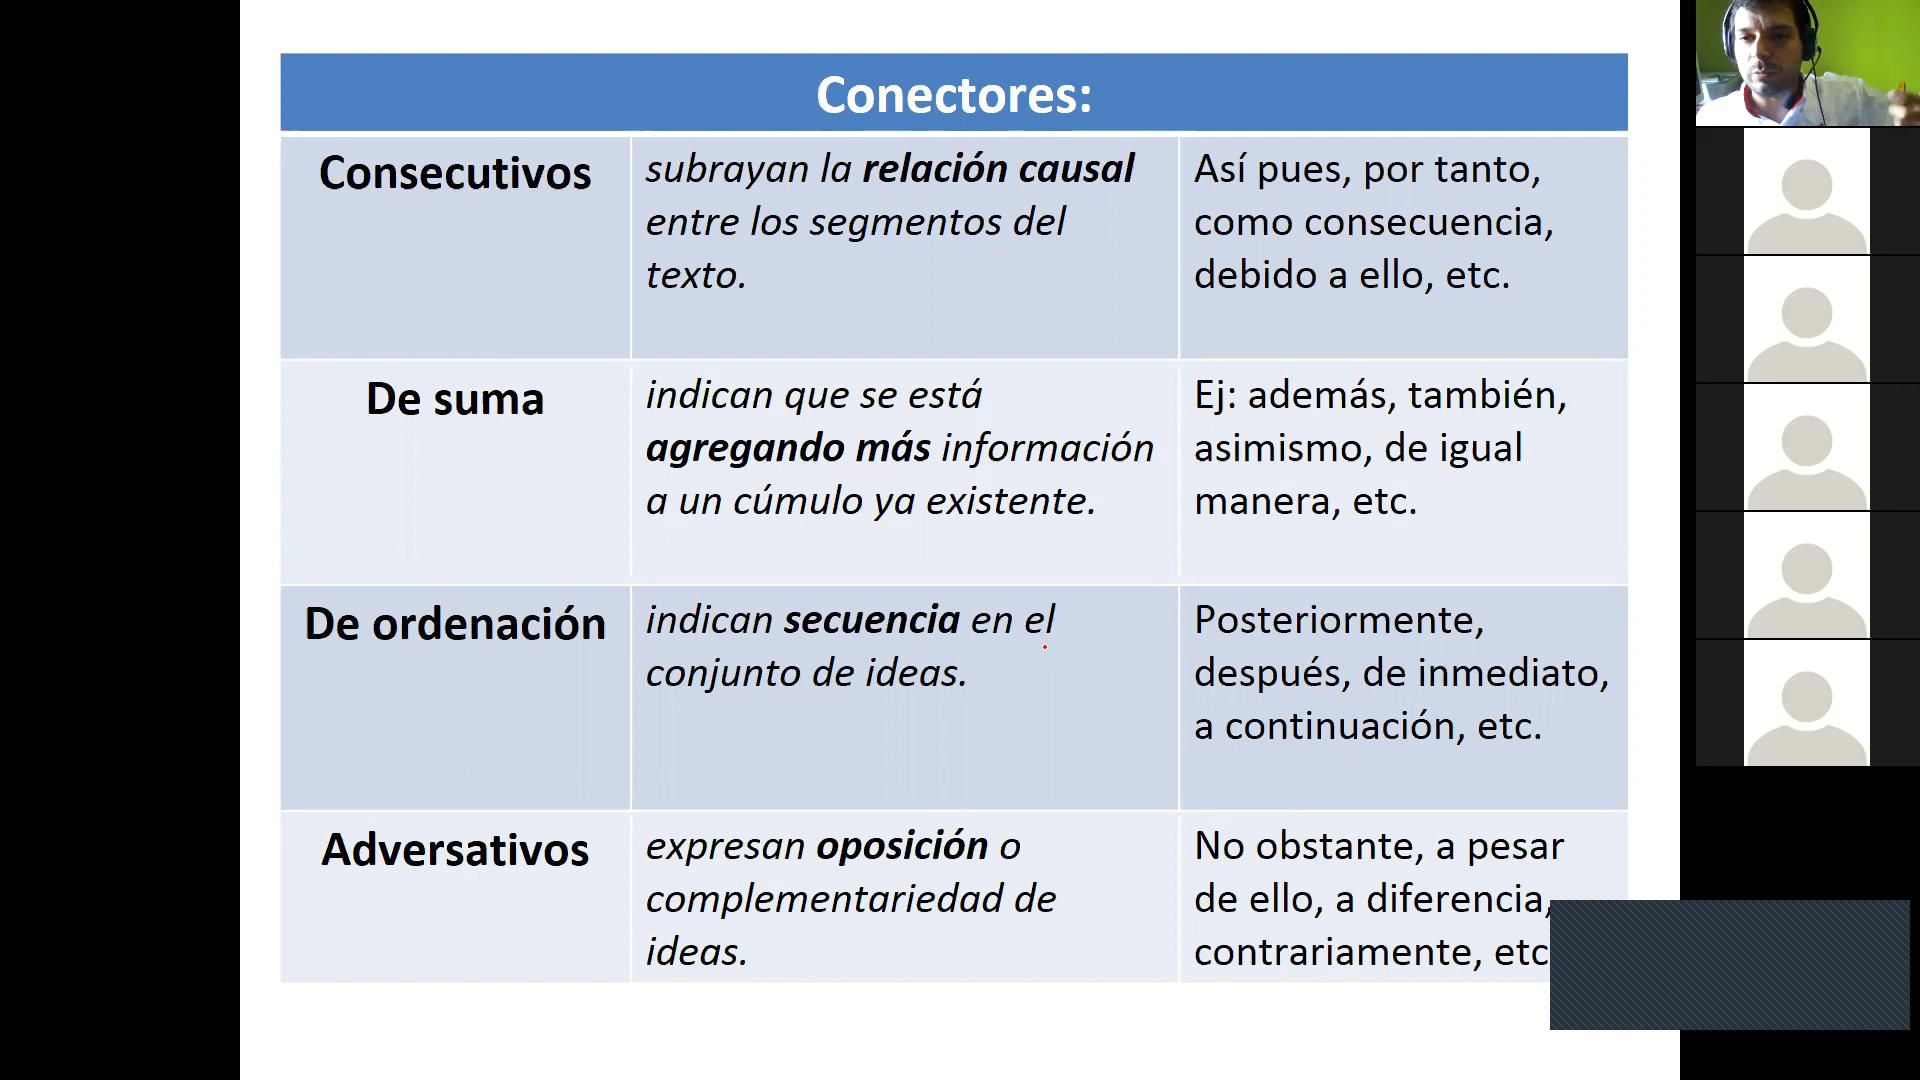 Conectores:
Consecutivos
subrayan la relación causal
entre los segmentos del
texto.
Así pues, por tanto,
como consecuencia,
debido a ello, etc.
De suma
indican que se está
agregando más información
a un cúmulo ya existente.
Ej: además, también,
asimismo, de igual
manera, etc.
De ordenación
indican secuencia en el
conjunto de ideas.
Posteriormente,
después, de inmediato,
a continuación, etc.
Adversativos
expresan oposición o
complementariedad de
ideas.
No obstante, a pesar
de ello, a diferencia,
contrariamente, etc